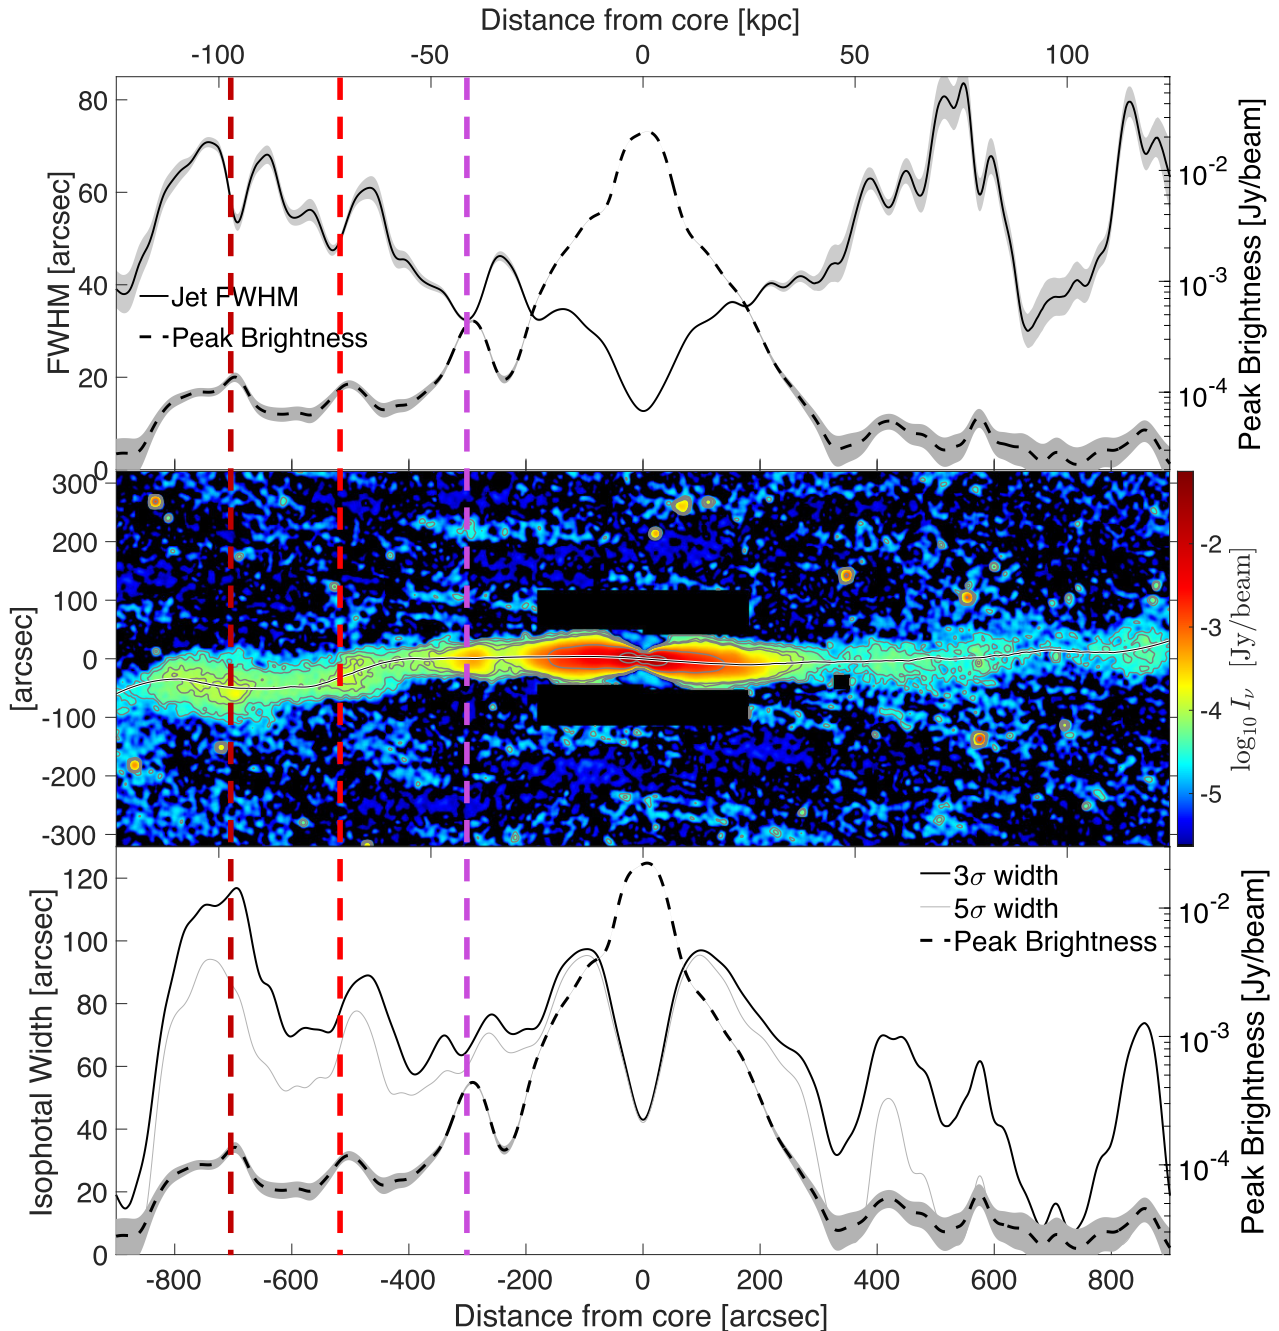 Distance from core [kpc]
-100 -50 0 50 100
80
60
40
20
0
FWHM [arcsec]
Jet FWHM
Peak Brightness
10-2
10-3
10-4
Peak Brightness [Jy/beam]
300
200
100
0
-100
-200
-300
[arcsec]
-2
-3
-4
-5
log10 Iν [Jy/beam]
120
100
80
60
40
20
0
Isophotal Width [arcsec]
3σ width
5σ width
Peak Brightness
10-2
10-3
10-4
Peak Brightness [Jy/beam]
-800 -600 -400 -200 0 200 400 600 800
Distance from core [arcsec]